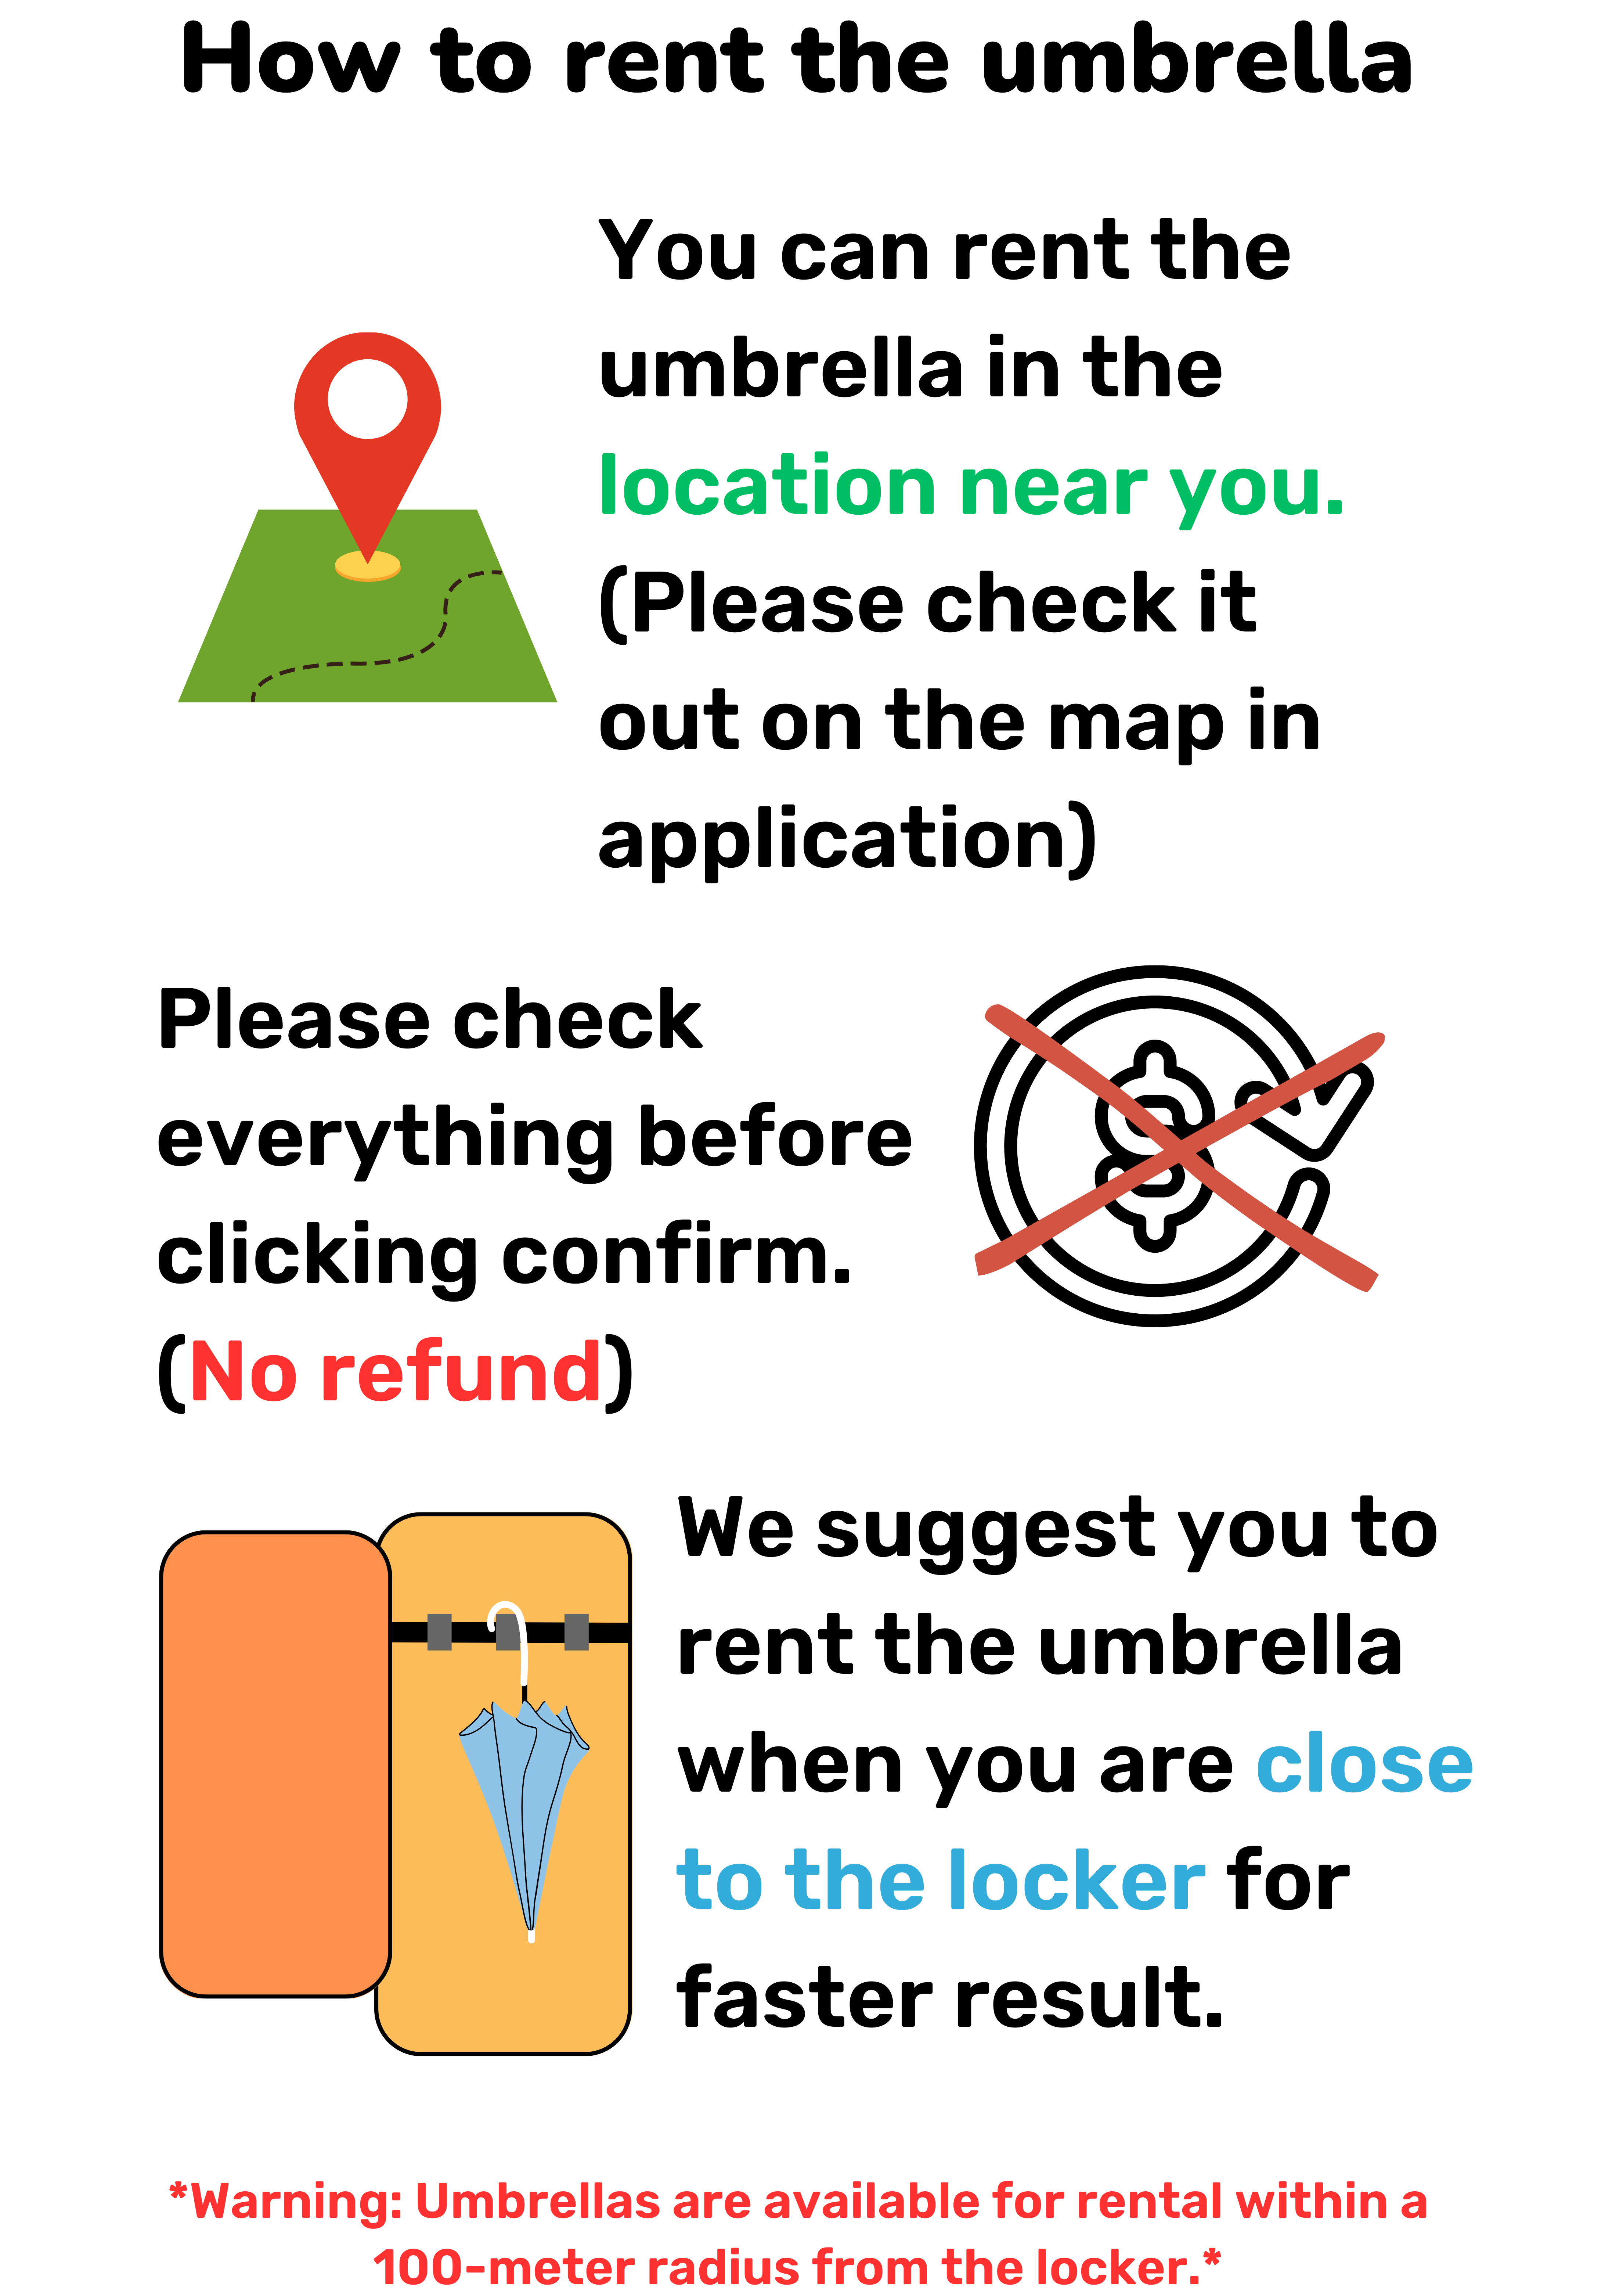 How to rent the umbrella
You can rent the
umbrella in the
location near you.
(Please check it
out on the map in
application)
Please check
everything before
clicking confirm.
(No refund)
We suggest you to
rent the umbrella
when you are close
to the locker for
faster result.
*Warning: Umbrellas are available for rental within a
100-meter radius from the locker.*